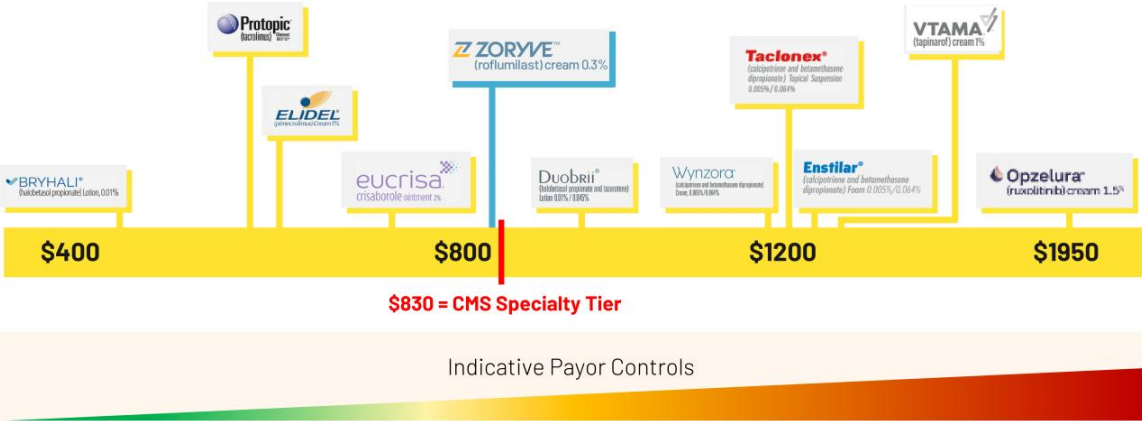 Protopic®
(tacrolimus)
ZORYVE™
(roflumilast) cream 0.3%
VTAMA
(tapinarof) cream 1%
Taclonex®
(calcipotriene and betamethasone
dipropionate) Topical Suspension
0.005%/0.064%
ELIDEL®
(pimecrolimus) Cream 1%
BRYHALI®
(halobetasol propionate) Lotion, 0.01%
eucrisa
crisaborole ointment 2%
Duobrii®
(halobetasol propionate and tazarotene)
Lotion 0.01% / 0.045%
Wynzora
(calcipotriene and betamethasone dipropionate)
Cream, 0.005%/0.064%
Enstilar®
(calcipotriene and betamethasone
dipropionate) Foam 0.005%/0.064%
Opzelura
(ruxolitinib) cream 1.5%
$400
$800
$1200
$1950
$830 = CMS Specialty Tier
Indicative Payor Controls